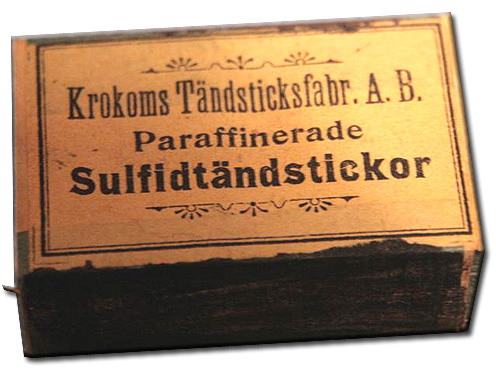 Krokoms Tändsticksfabr. A. B.
Paraffinerade
Sulfidtändstickor